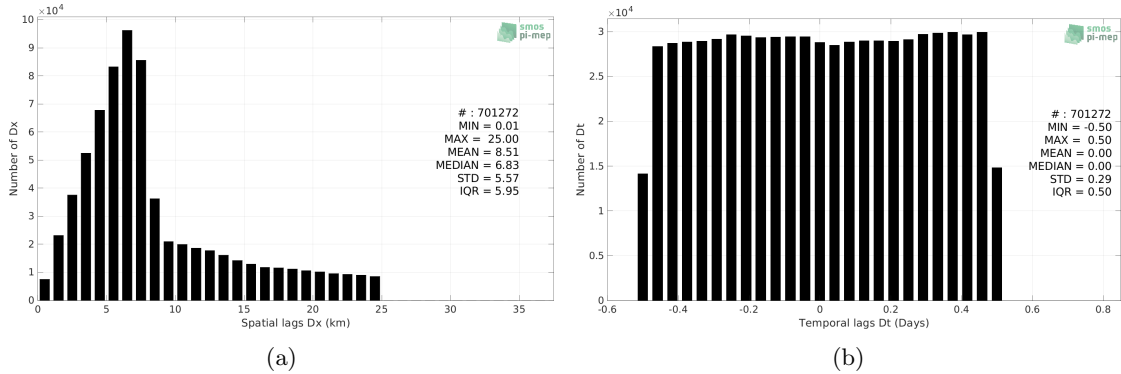 ×10⁴
10
9
8
7
6
5
4
3
2
1
0
Number of Dx
smos
pi-mep
# : 701272
MIN = 0.01
MAX = 25.00
MEAN = 8.51
MEDIAN = 6.83
STD = 5.57
IQR = 5.95
0 5 10 15 20 25 30 35
Spatial lags Dx (km)
(a)
×10⁴
3
2.5
2
1.5
1
0.5
0
Number of Dt
smos
pi-mep
# : 701272
MIN = -0.50
MAX = 0.50
MEAN = 0.00
MEDIAN = 0.00
STD = 0.29
IQR = 0.50
-0.6 -0.4 -0.2 0 0.2 0.4 0.6 0.8
Temporal lags Dt (Days)
(b)